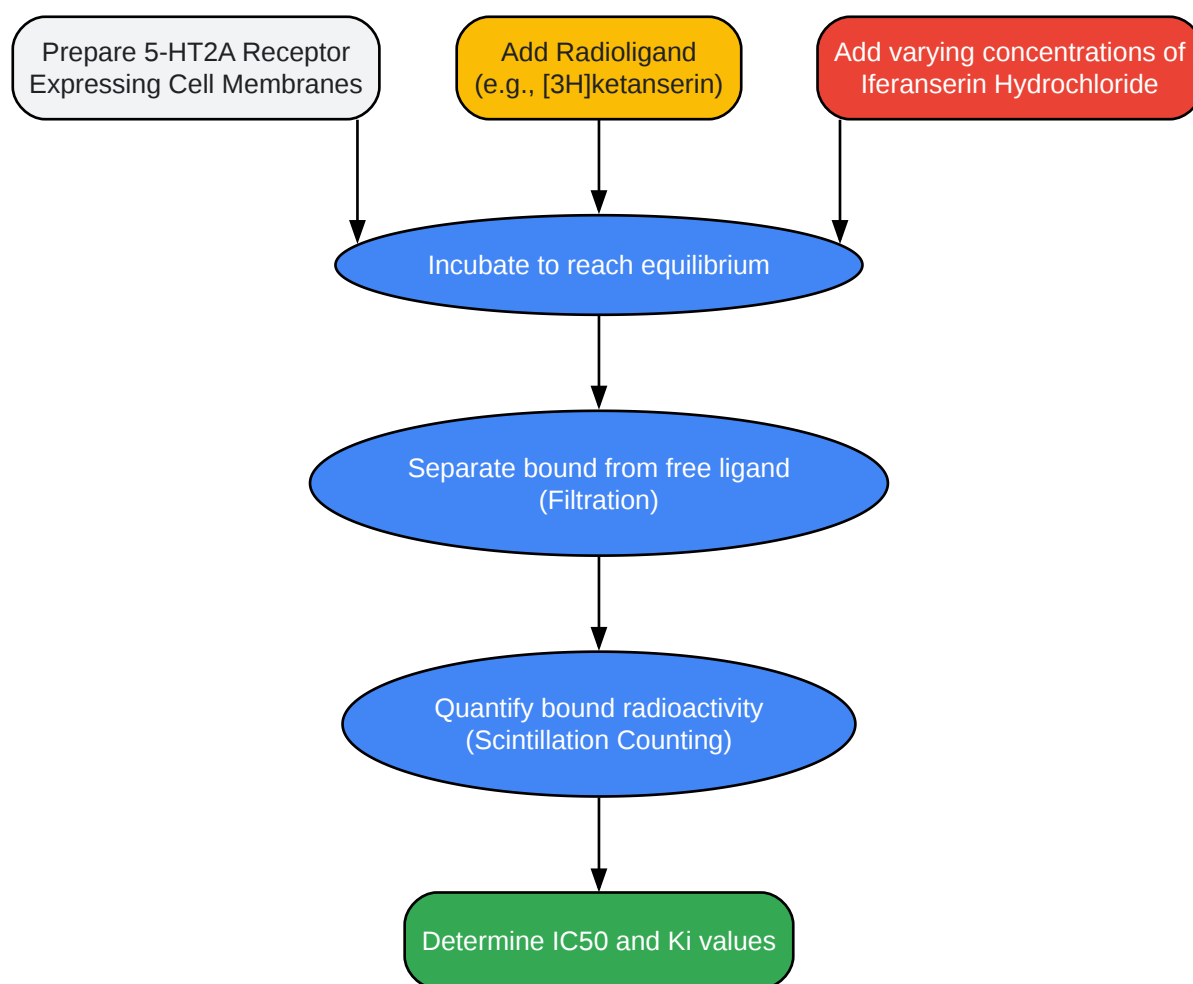 Prepare 5-HT2A Receptor
Expressing Cell Membranes
Add Radioligand
(e.g., [3H]ketanserin)
Add varying concentrations of
Iferanserin Hydrochloride
Incubate to reach equilibrium
Separate bound from free ligand
(Filtration)
Quantify bound radioactivity
(Scintillation Counting)
Determine IC50 and Ki values